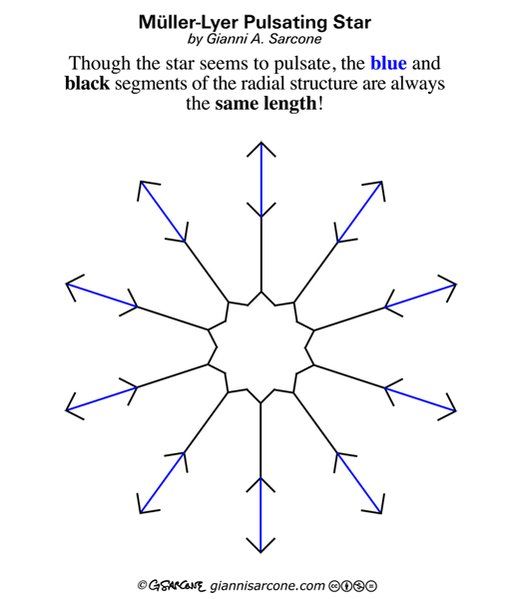 Müller-Lyer Pulsating Star
by Gianni A. Sarcone
Though the star seems to pulsate, the blue and
black segments of the radial structure are always
the same length!
© GSARCONE giannisarcone.com